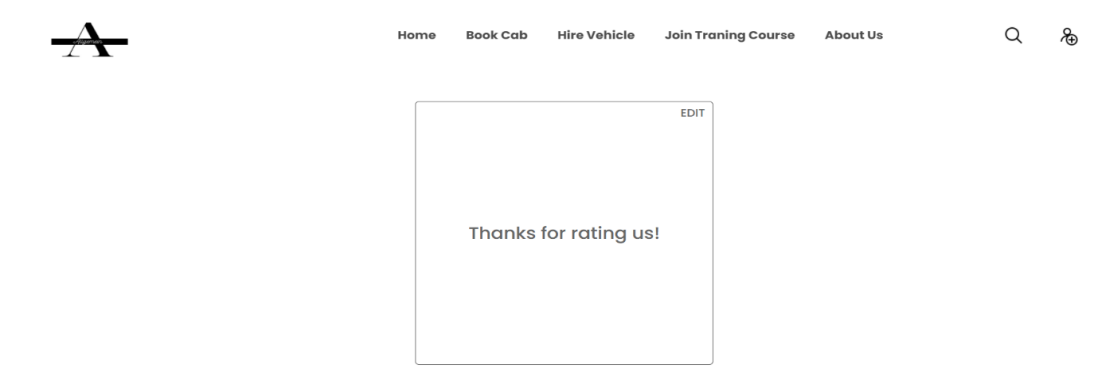 Home Book Cab Hire Vehicle Join Traning Course About Us
EDIT
Thanks for rating us!